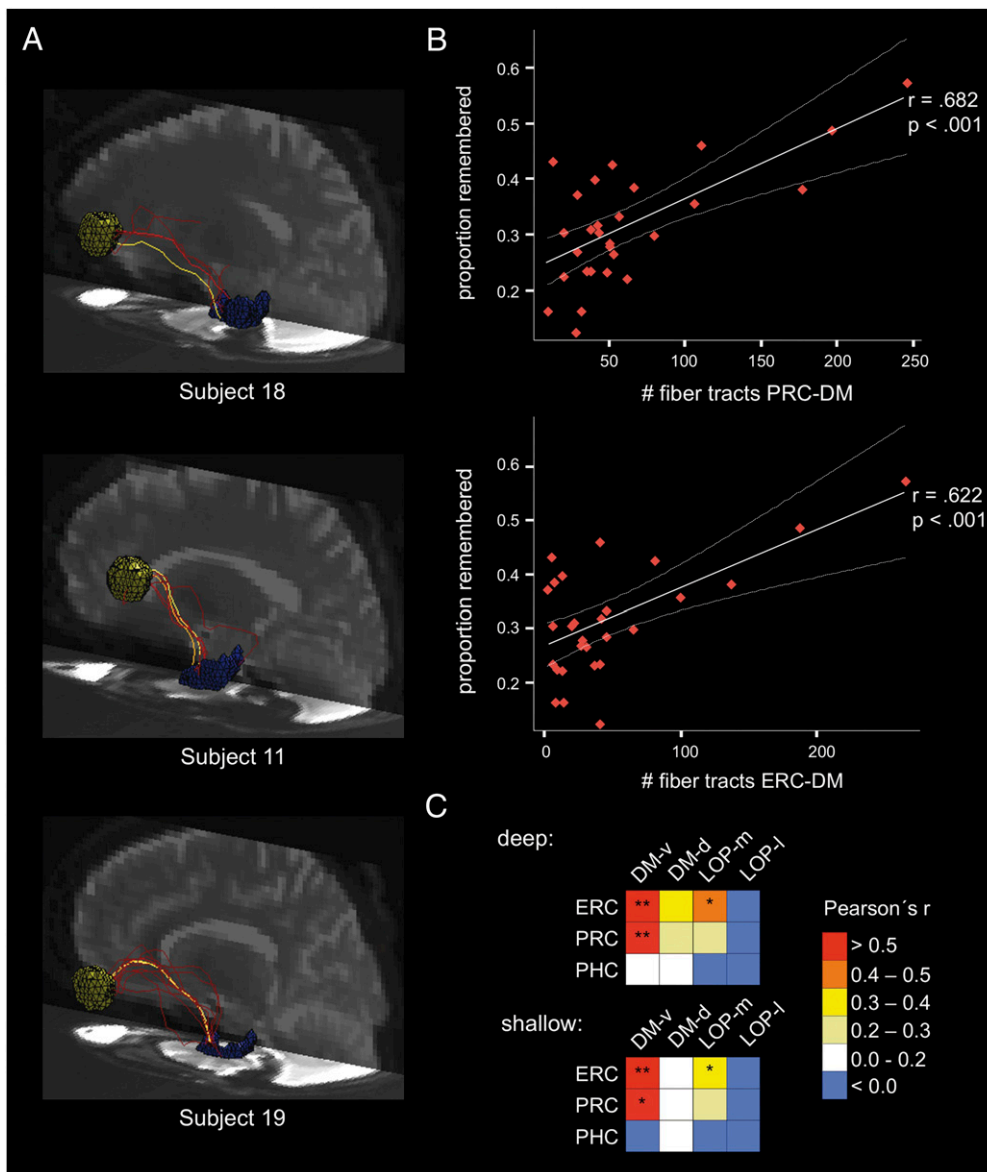 A
Subject 18
Subject 11
Subject 19
B
proportion remembered
0.6
0.5
0.4
0.3
0.2
r = .682
p < .001
50 100 150 200 250
# fiber tracts PRC-DM
proportion remembered
0.6
0.5
0.4
0.3
0.2
r = .622
p < .001
0 100 200
# fiber tracts ERC-DM
C
deep:
DM-v DM-d LOP-m LOP-l
ERC ** *
PRC **
PHC
shallow:
DM-v DM-d LOP-m LOP-l
ERC ** *
PRC *
PHC
Pearson´s r
> 0.5
0.4 – 0.5
0.3 – 0.4
0.2 – 0.3
0.0 - 0.2
< 0.0